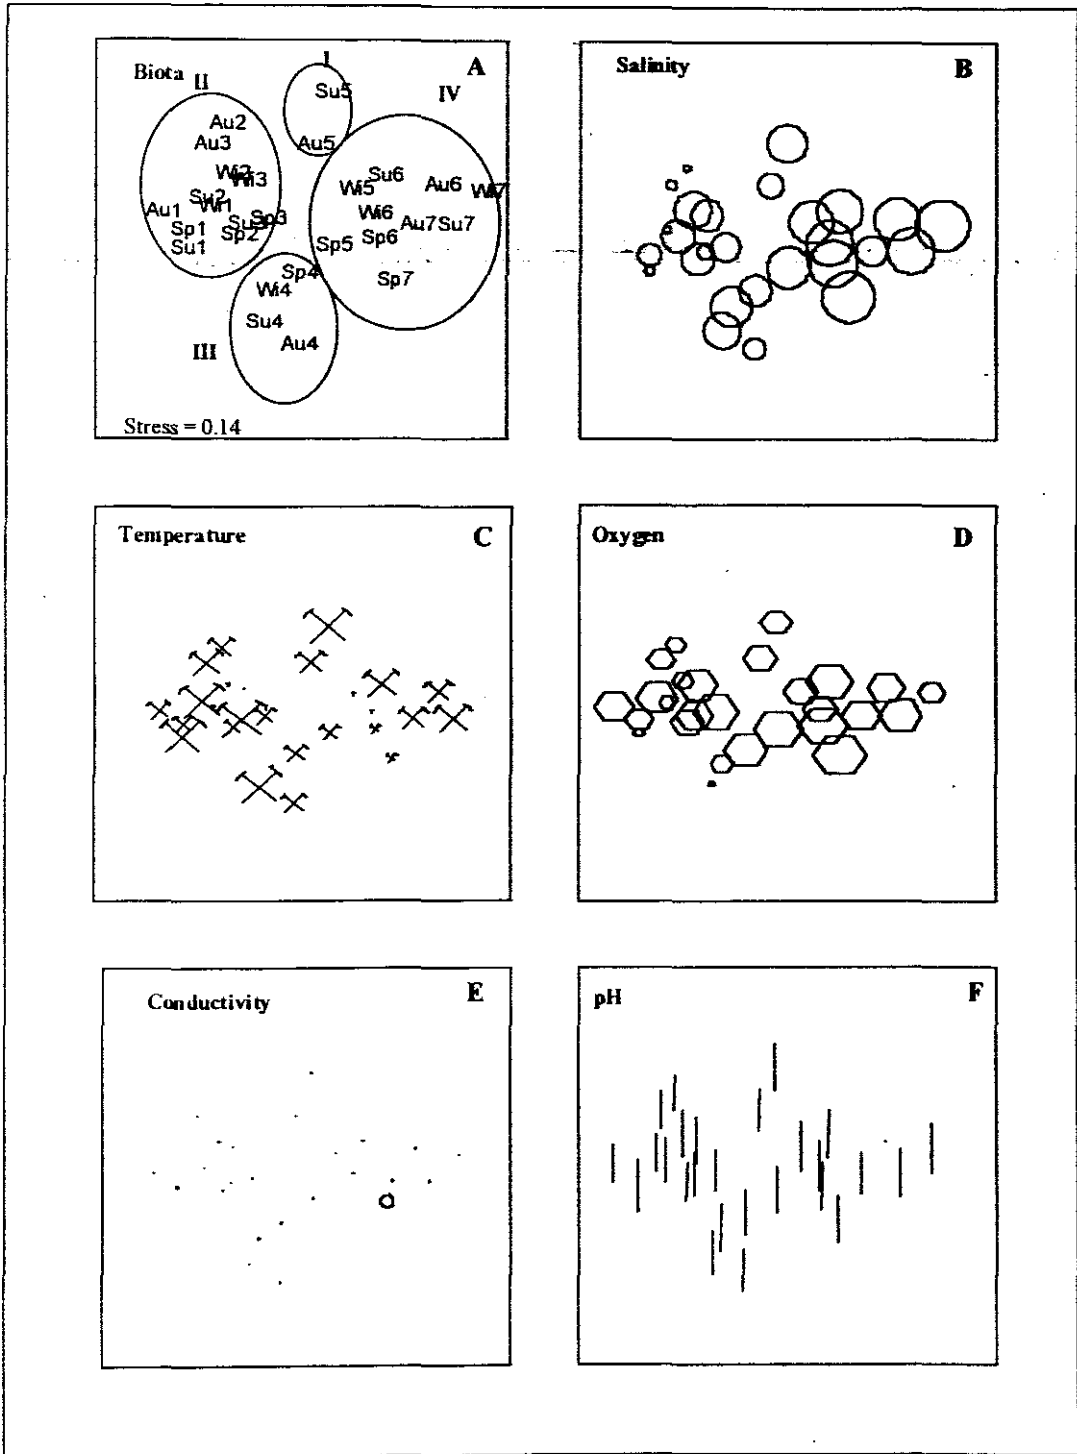 I
A
Biota
II
Su5
IV
Au2
Au3
Au5
Wi2
Wi3
Su6
Wi5
Au6
Wi7
Su2
Wi1
Au1
Wi6
Sp3
Su3
Au7
Su7
Sp1
Sp2
Sp6
Su1
Sp5
Sp4
Sp7
Wi4
Su4
Au4
III
Stress = 0.14
Salinity
B
Temperature
C
Oxygen
D
Conductivity
E
pH
F